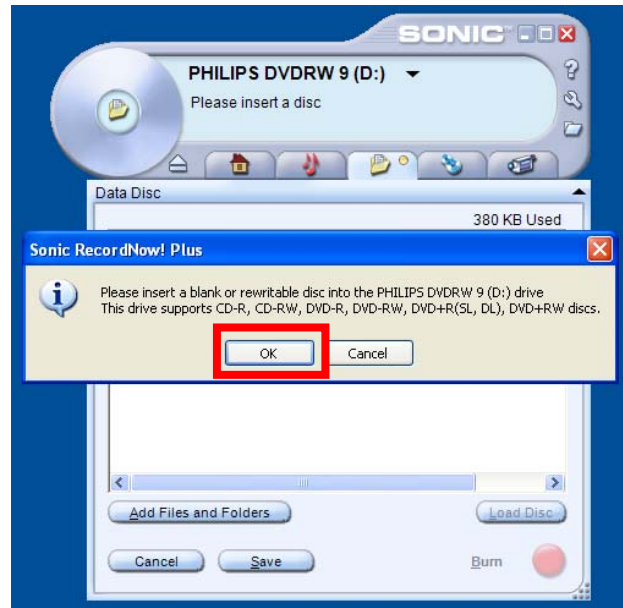 SONIC
PHILIPS DVDRW 9 (D:)
Please insert a disc
Data Disc
380 KB Used
Sonic RecordNow! Plus
Please insert a blank or rewritable disc into the PHILIPS DVDRW 9 (D:) drive
This drive supports CD-R, CD-RW, DVD-R, DVD-RW, DVD+R(SL, DL), DVD+RW discs.
OK Cancel
Add Files and Folders Load Disc
Cancel Save Burn